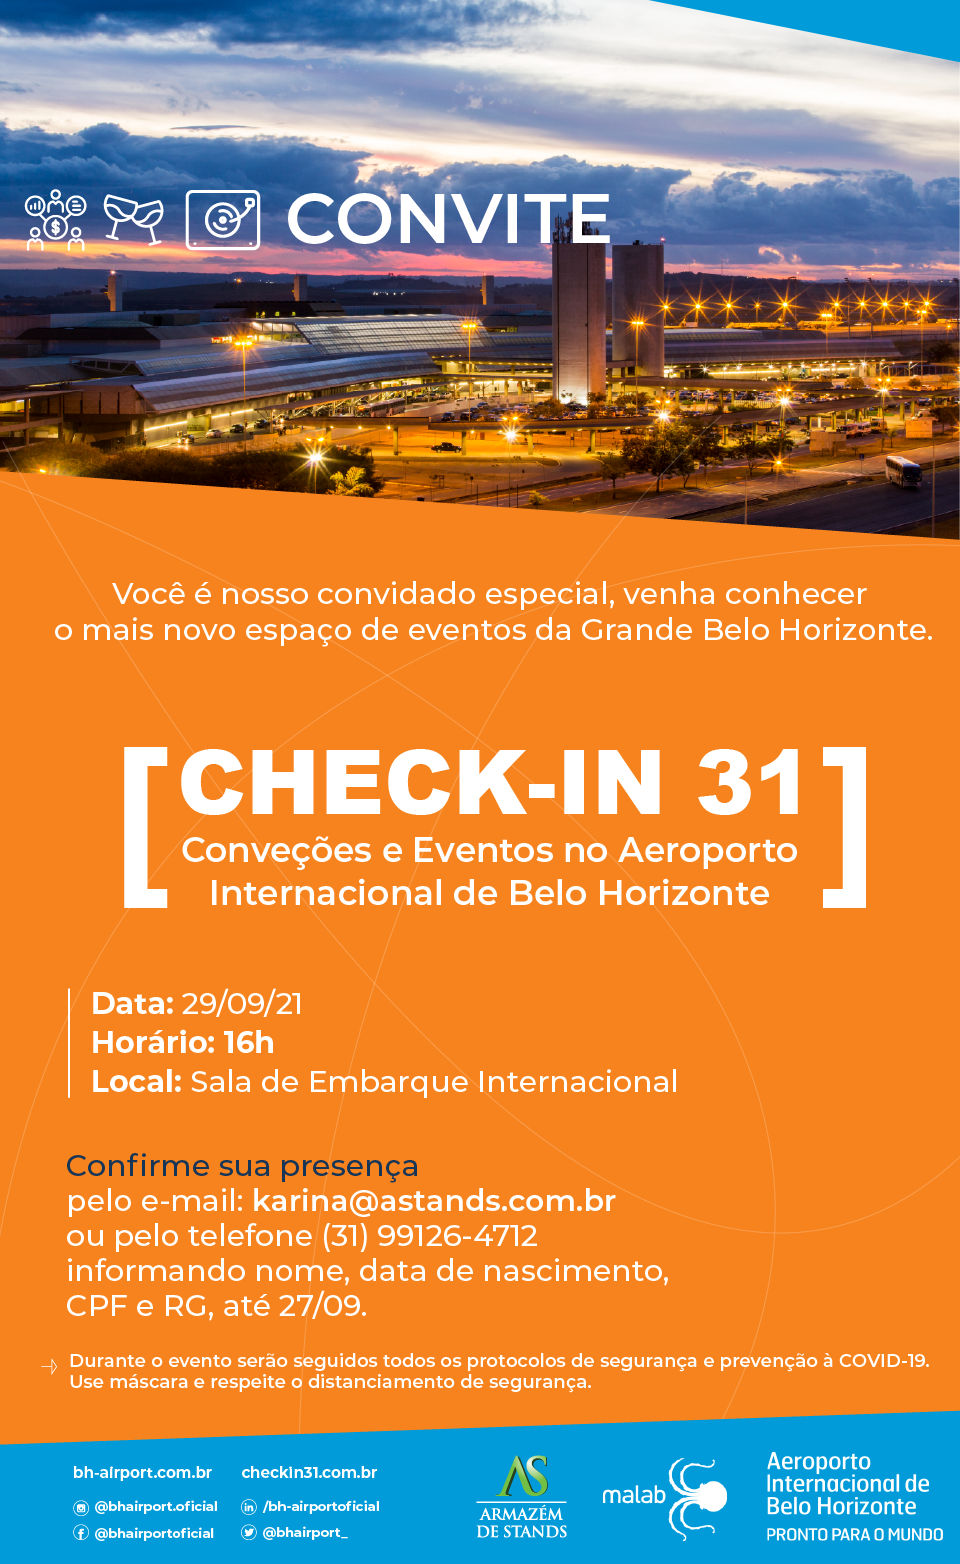 CONVITE
Você é nosso convidado especial, venha conhecer
o mais novo espaço de eventos da Grande Belo Horizonte.
[CHECK-IN 31]
Conveções e Eventos no Aeroporto
Internacional de Belo Horizonte
Data: 29/09/21
Horário: 16h
Local: Sala de Embarque Internacional
Confirme sua presença
pelo e-mail: karina@astands.com.br
ou pelo telefone (31) 99126-4712
informando nome, data de nascimento,
CPF e RG, até 27/09.
Durante o evento serão seguidos todos os protocolos de segurança e prevenção à COVID-19.
Use máscara e respeite o distanciamento de segurança.
bh-airport.com.br
@bhairport.oficial
@bhairportoficial
checkin31.com.br
/bh-airportoficial
@bhairport_
AS
ARMAZÉM
DE STANDS
malab
Aeroporto
Internacional de
Belo Horizonte
PRONTO PARA O MUNDO